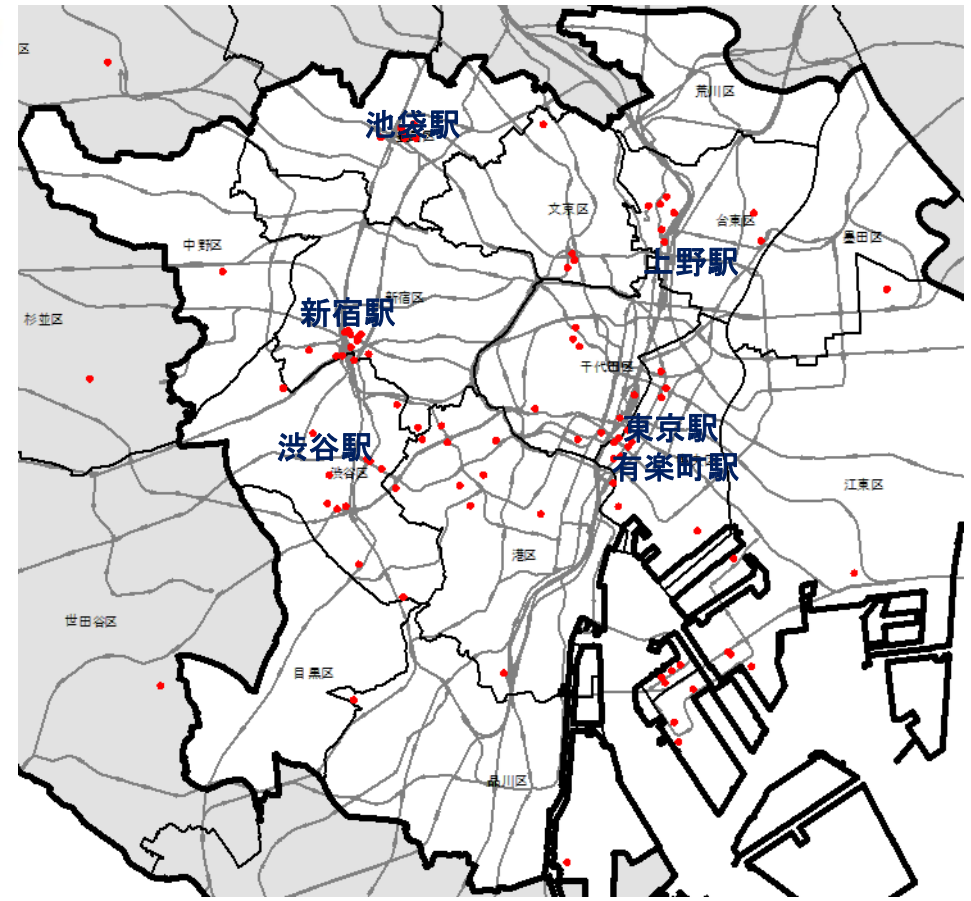 区
荒川区
池袋駅
文京区
台東区
墨田区
中野区
上野駅
新宿区
新宿駅
杉並区
千代田区
東京駅
渋谷駅
有楽町駅
渋谷区
江東区
港区
世田谷区
目黒区
品川区